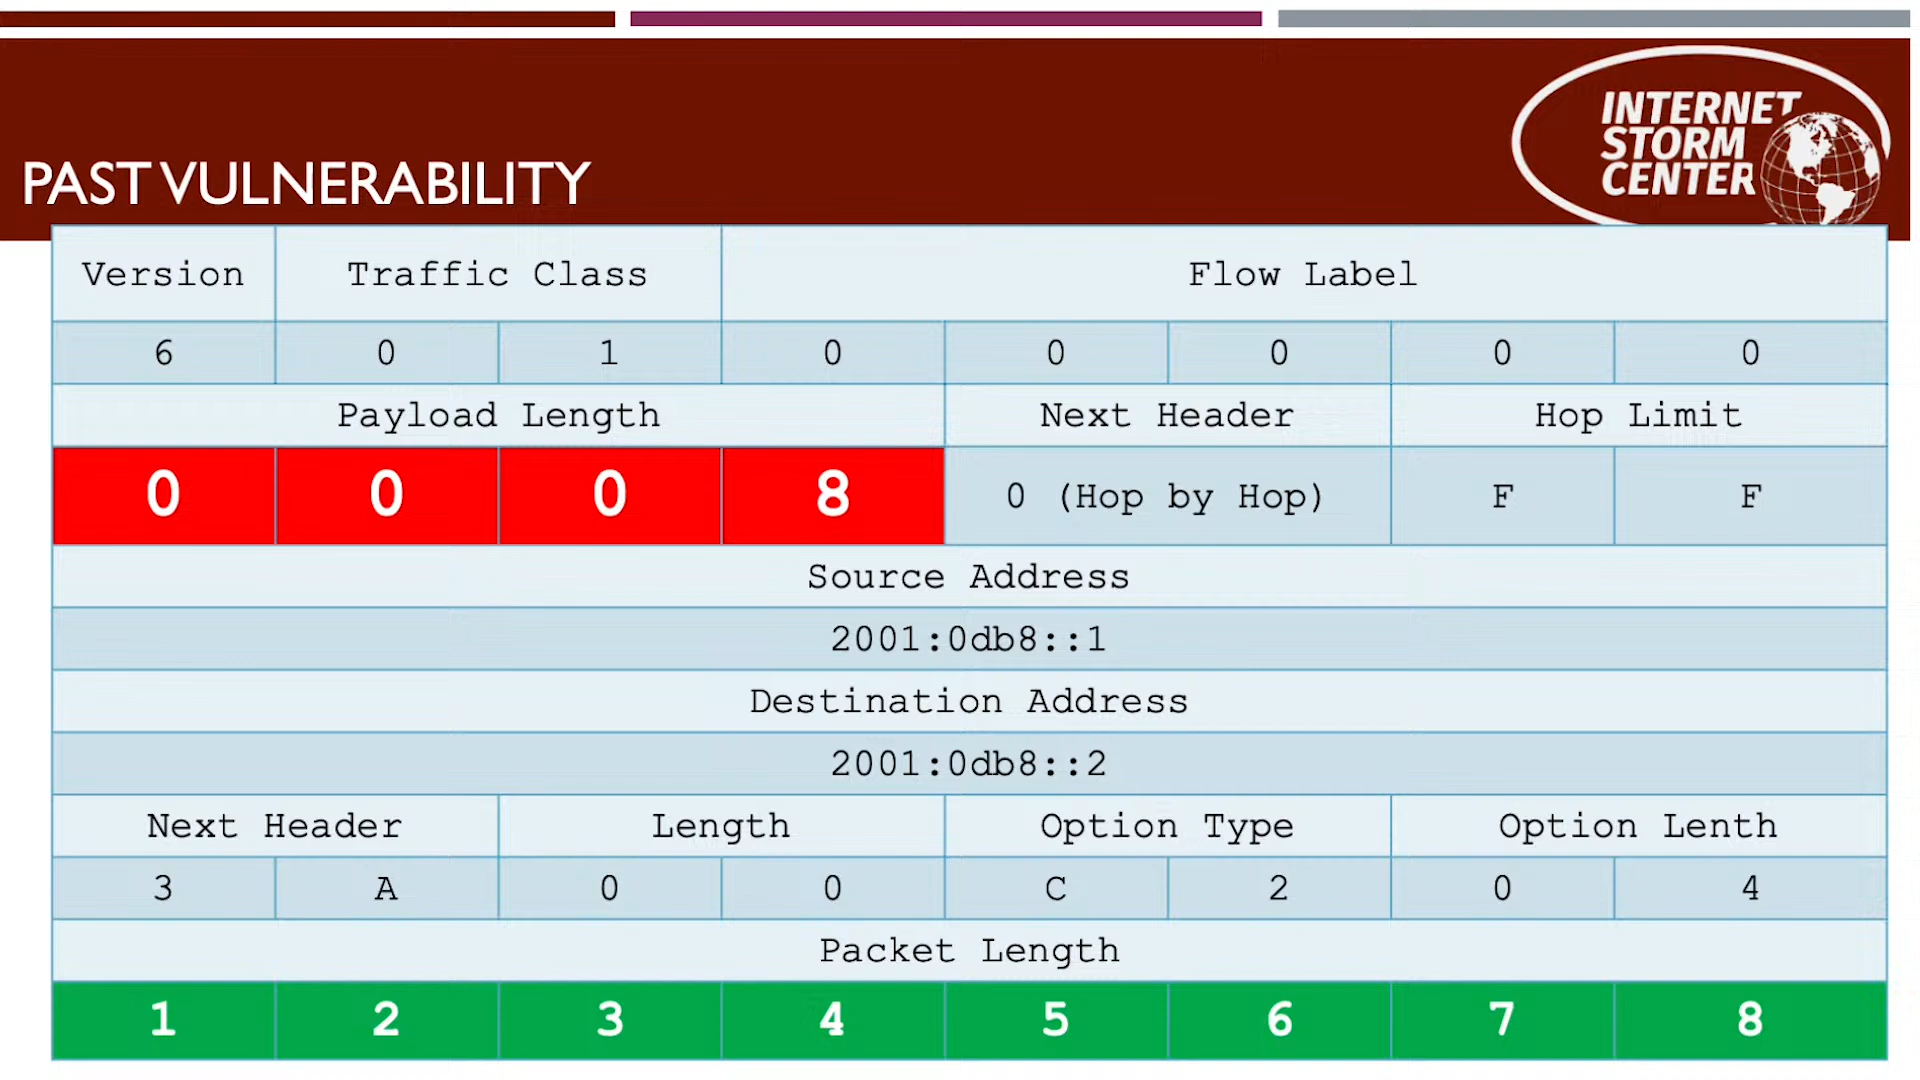 INTERNET
STORM
CENTER
PAST VULNERABILITY
Version Traffic Class Flow Label
6 0 1 0 0 0 0 0
Payload Length Next Header Hop Limit
0 0 0 8 0 (Hop by Hop) F F
Source Address
2001:0db8::1
Destination Address
2001:0db8::2
Next Header Length Option Type Option Lenth
3 A 0 0 C 2 0 4
Packet Length
1 2 3 4 5 6 7 8